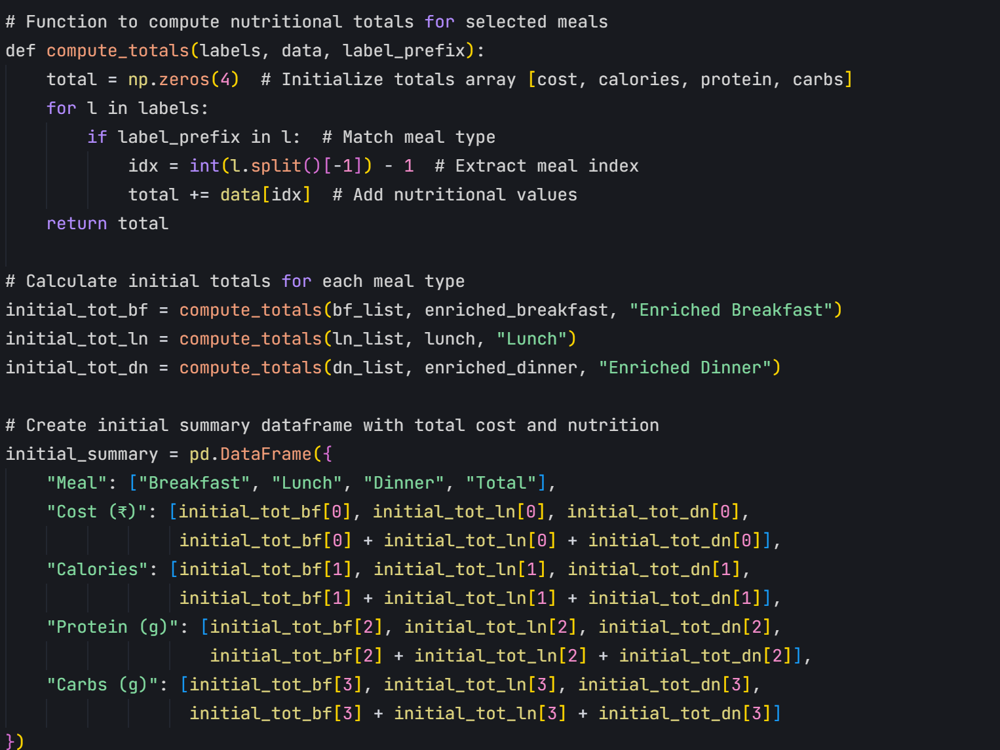 # Function to compute nutritional totals for selected meals
def compute_totals(labels, data, label_prefix):
    total = np.zeros(4)  # Initialize totals array [cost, calories, protein, carbs]
    for l in labels:
        if label_prefix in l:  # Match meal type
            idx = int(l.split()[-1]) - 1  # Extract meal index
            total += data[idx]  # Add nutritional values
    return total

# Calculate initial totals for each meal type
initial_tot_bf = compute_totals(bf_list, enriched_breakfast, "Enriched Breakfast")
initial_tot_ln = compute_totals(ln_list, lunch, "Lunch")
initial_tot_dn = compute_totals(dn_list, enriched_dinner, "Enriched Dinner")

# Create initial summary dataframe with total cost and nutrition
initial_summary = pd.DataFrame({
    "Meal": ["Breakfast", "Lunch", "Dinner", "Total"],
    "Cost (₹)": [initial_tot_bf[0], initial_tot_ln[0], initial_tot_dn[0],
                 initial_tot_bf[0] + initial_tot_ln[0] + initial_tot_dn[0]],
    "Calories": [initial_tot_bf[1], initial_tot_ln[1], initial_tot_dn[1],
                 initial_tot_bf[1] + initial_tot_ln[1] + initial_tot_dn[1]],
    "Protein (g)": [initial_tot_bf[2], initial_tot_ln[2], initial_tot_dn[2],
                    initial_tot_bf[2] + initial_tot_ln[2] + initial_tot_dn[2]],
    "Carbs (g)": [initial_tot_bf[3], initial_tot_ln[3], initial_tot_dn[3],
                  initial_tot_bf[3] + initial_tot_ln[3] + initial_tot_dn[3]]
})